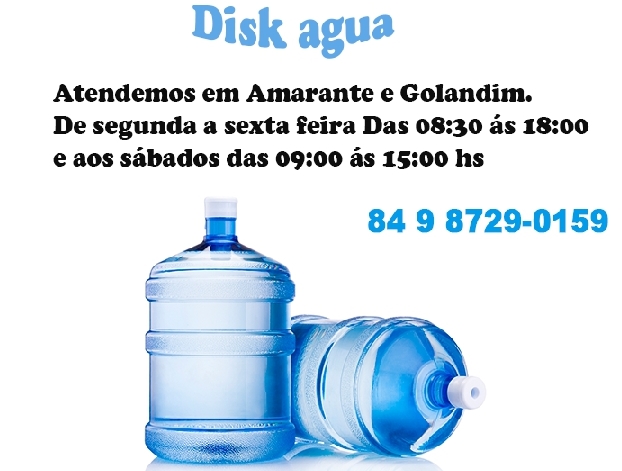 Disk agua
Atendemos em Amarante e Golandim.
De segunda a sexta feira Das 08:30 ás 18:00
e aos sábados das 09:00 ás 15:00 hs
84 9 8729-0159